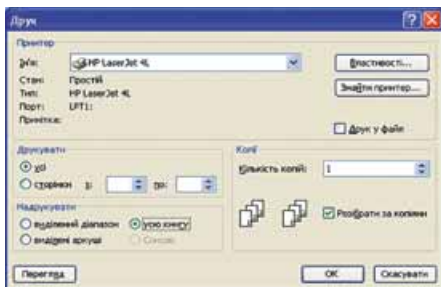 Друк
Принтер
Ім'я: HP LaserJet 4L
Властивості...
Стан: Простій
Тип: HP LaserJet 4L
Знайти принтер...
Порт: LPT1:
Примітка:
Друк у файл
Друкувати
усі
сторінки з: по:
Копії
Кількість копій: 1
Надрукувати
виділений діапазон усю книгу
виділені аркуші Список
Розібрати за копіями
Перегляд OK Скасувати